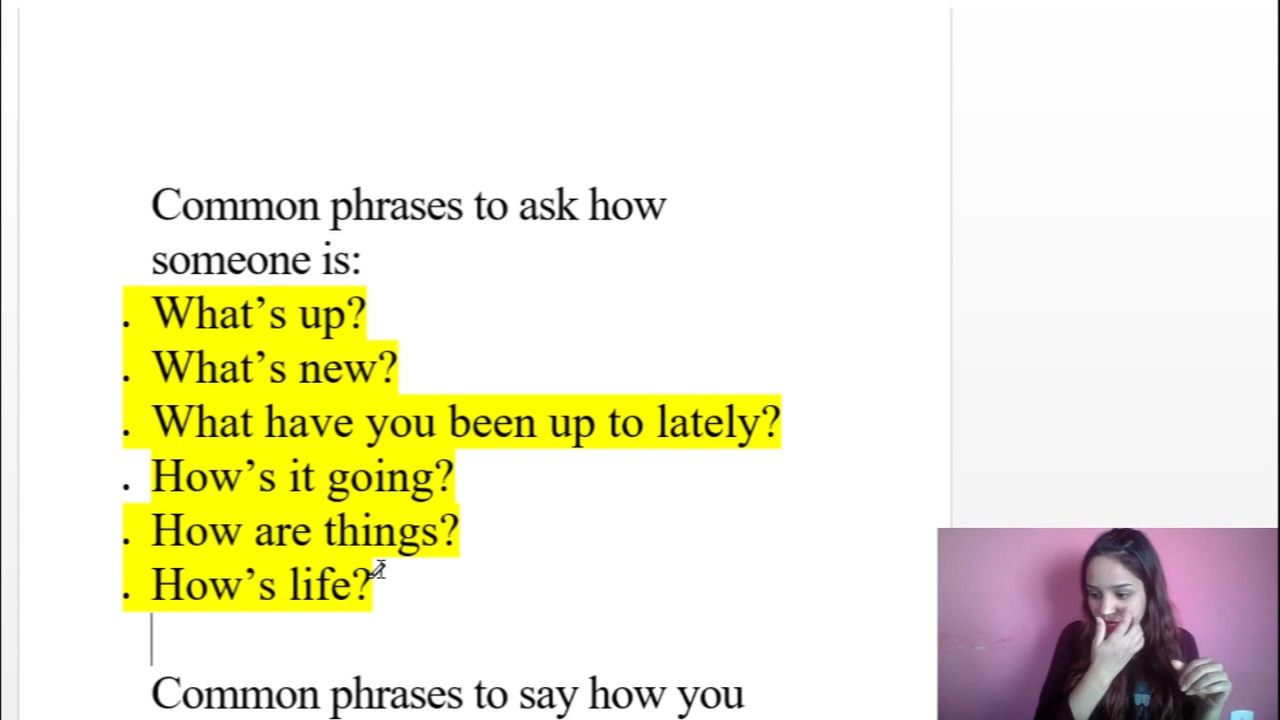 Common phrases to ask how
someone is:
. What’s up?
. What’s new?
. What have you been up to lately?
. How’s it going?
. How are things?
. How’s life?
Common phrases to say how you